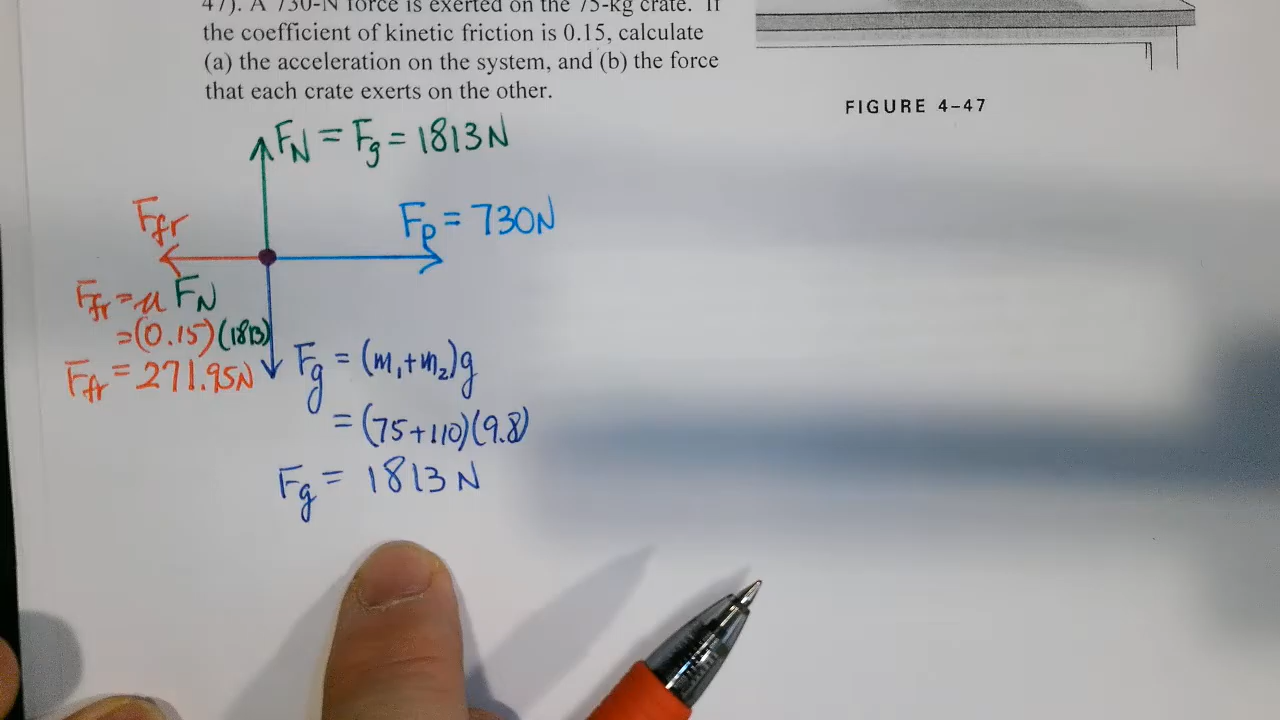 47). A 730-N force is exerted on the 75-kg crate. If
the coefficient of kinetic friction is 0.15, calculate
(a) the acceleration on the system, and (b) the force
that each crate exerts on the other.
FIGURE 4-47
FN = Fg = 1813N
Ffr
Fp = 730N
Ffr = μ FN
= (0.15)(1813)
Ffr = 271.95N
Fg = (m₁+m₂)g
= (75+110)(9.8)
Fg = 1813 N